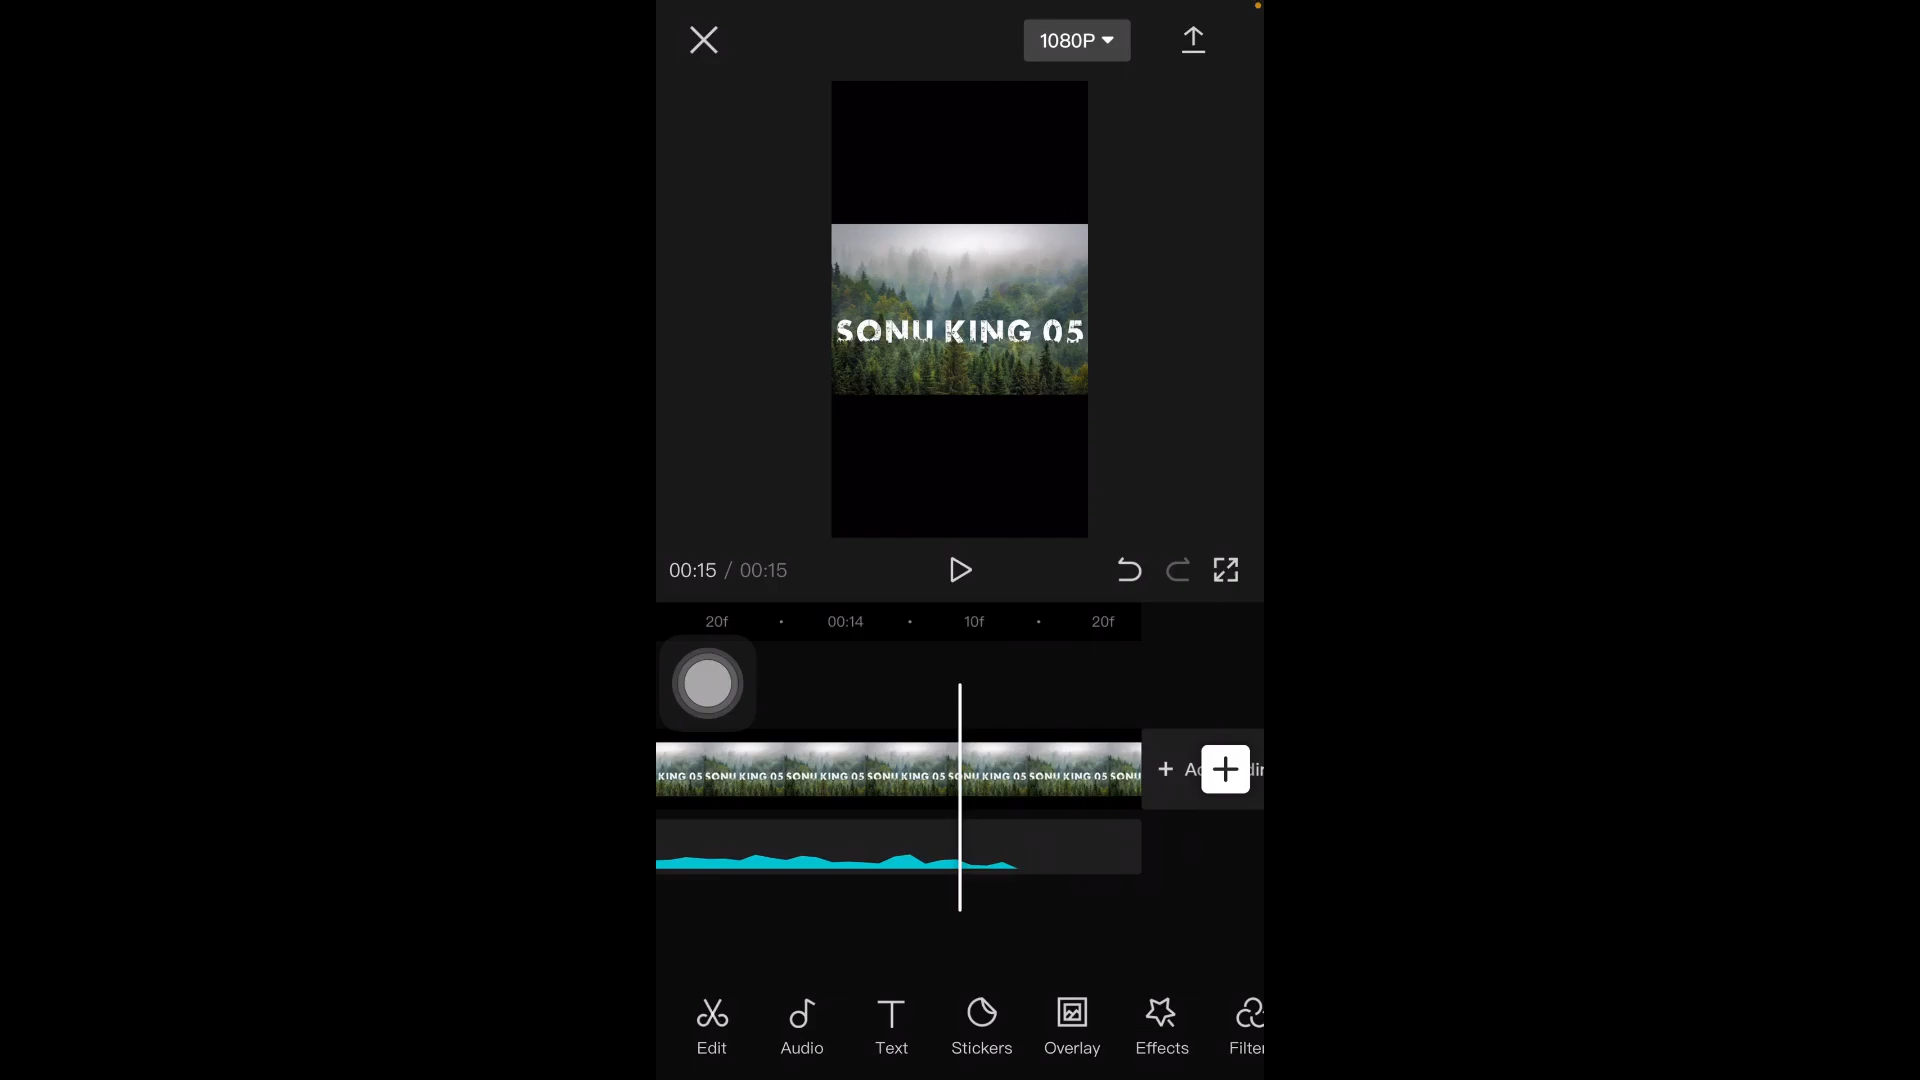 1080P
SONU KING 05
00:15 / 00:15
20f 00:14 10f 20f
KING 05 SONU KING 05 SONU KING 05 SONU KING 05 SONU KING 05 SONU KING 05 SONU
Edit Audio Text Stickers Overlay Effects Filter